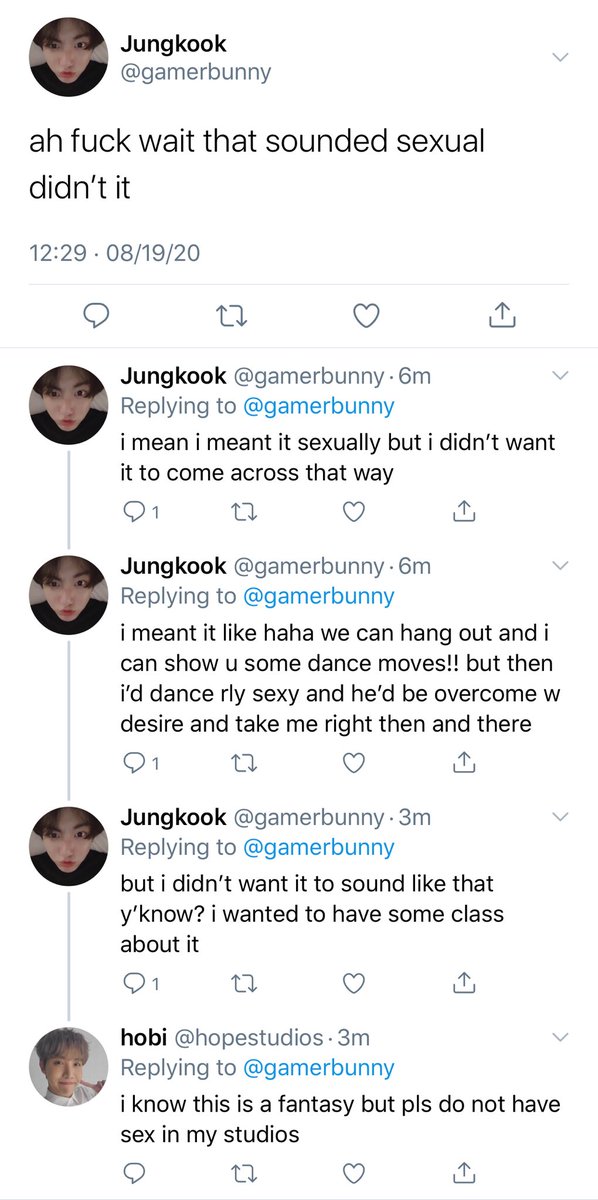 Jungkook
@gamerbunny
ah fuck wait that sounded sexual
didn’t it
12:29 · 08/19/20
Jungkook @gamerbunny · 6m
Replying to @gamerbunny
i mean i meant it sexually but i didn’t want
it to come across that way
1
Jungkook @gamerbunny · 6m
Replying to @gamerbunny
i meant it like haha we can hang out and i
can show u some dance moves!! but then
i’d dance rly sexy and he’d be overcome w
desire and take me right then and there
1
Jungkook @gamerbunny · 3m
Replying to @gamerbunny
but i didn’t want it to sound like that
y’know? i wanted to have some class
about it
1
hobi @hopestudios · 3m
Replying to @gamerbunny
i know this is a fantasy but pls do not have
sex in my studios